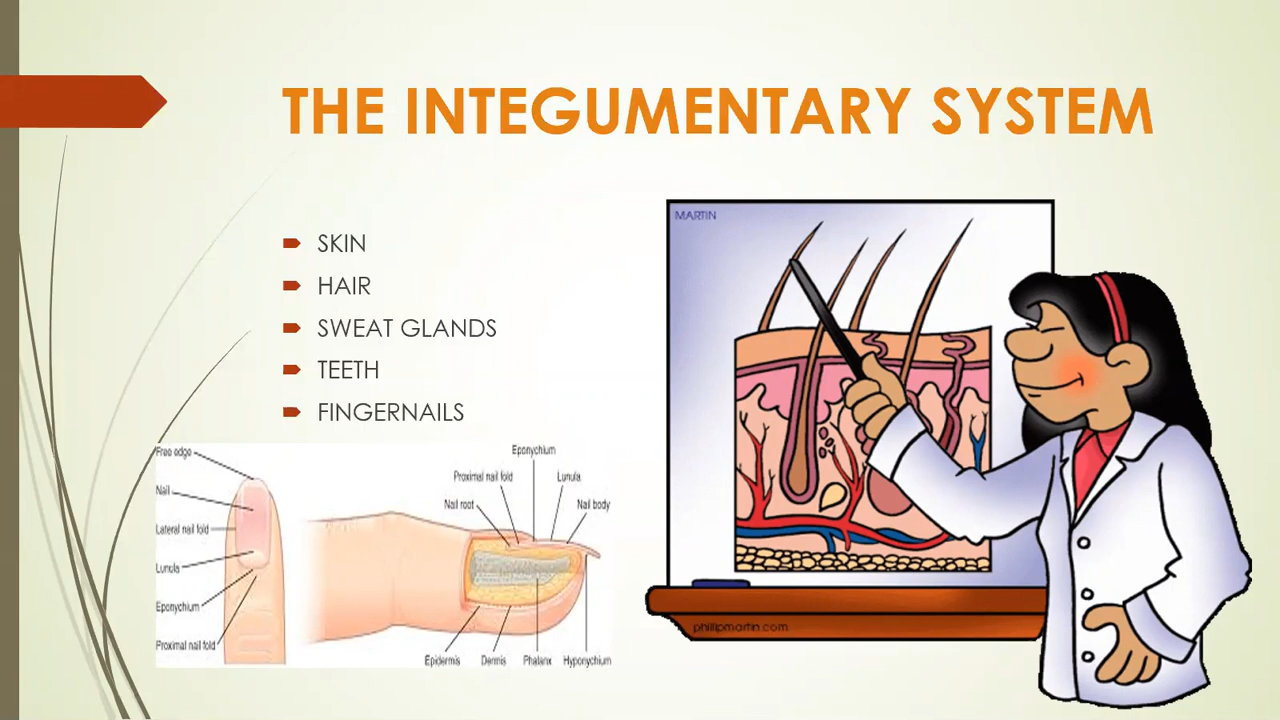 THE INTEGUMENTARY SYSTEM
SKIN
HAIR
SWEAT GLANDS
TEETH
FINGERNAILS
Free edge
Nail
Lateral nail fold
Lunula
Eponychium
Proximal nail fold
Eponychium
Proximal nail fold
Lunula
Nail root
Nail body
Epidermis
Dermis
Phalanx
Hyponychium
MARTIN
phillipmartin.com